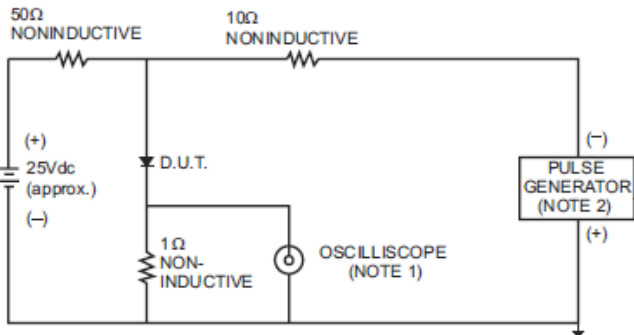 50Ω
NONINDUCTIVE
10Ω
NONINDUCTIVE
(+)
25Vdc
(approx.)
(–)
D.U.T.
1Ω
NON-
INDUCTIVE
OSCILLISCOPE
(NOTE 1)
(–)
PULSE
GENERATOR
(NOTE 2)
(+)